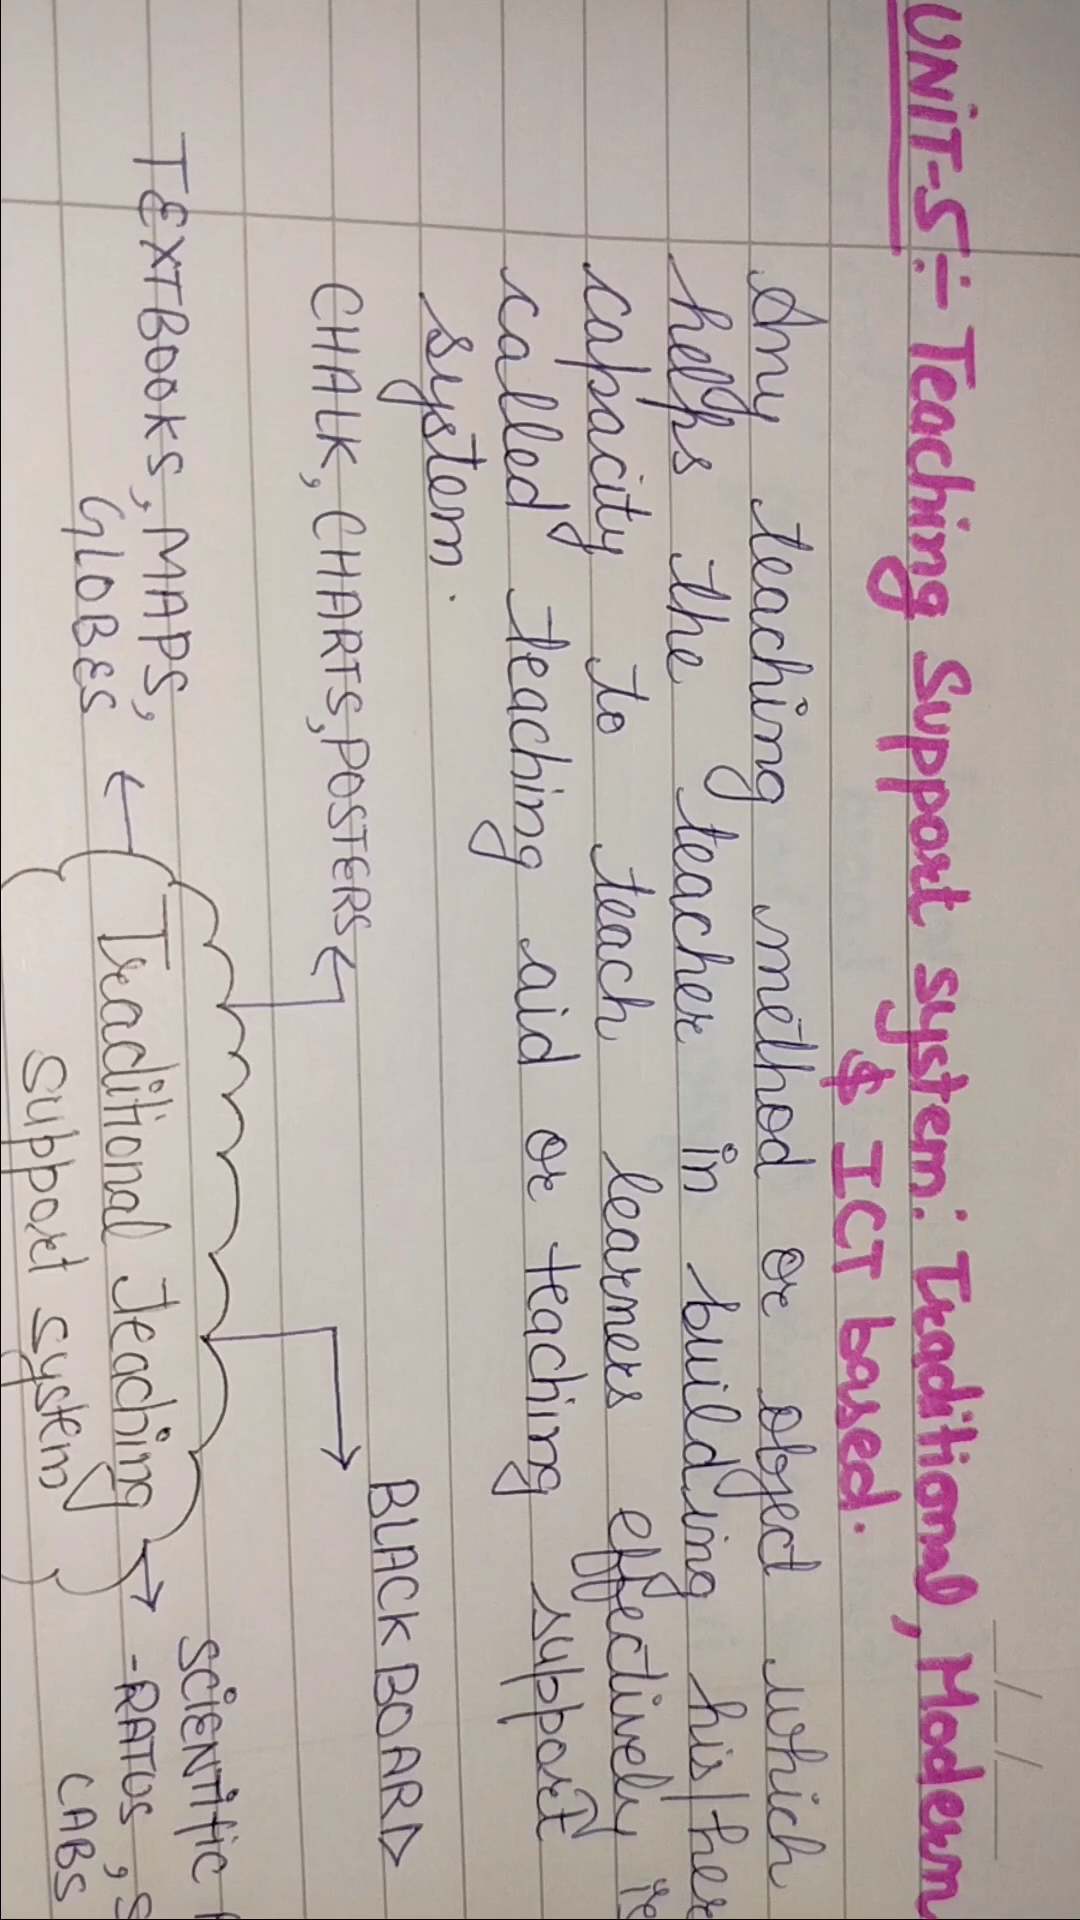 UNiT-5:- Teaching Support system: Traditional, Modern
$ ICT based.
Any teaching method or object which
helps the teacher in building his/her
capacity to teach learners effectively is
called teaching aid or teaching support
system.
BLACK BOARD
CHALK, CHARTS, POSTERS
SCIENTific
TEXTBOOKS, MAPS,
GLOBES
-RATUS, S
CABS
Traditional Teaching
Support system